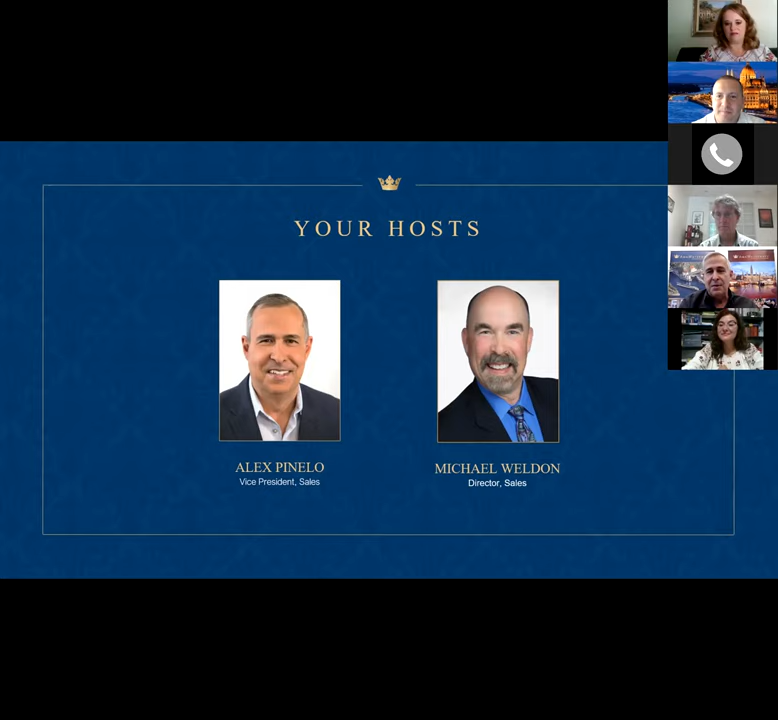 YOUR HOSTS
ALEX PINELO
Vice President, Sales
MICHAEL WELDON
Director, Sales